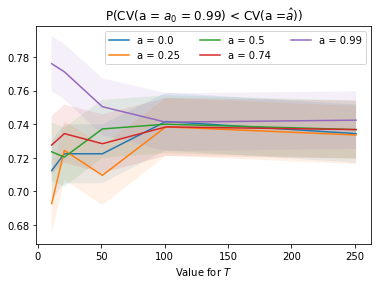 P(CV(a = a₀ = 0.99) < CV(a =â))
a = 0.0 a = 0.5 a = 0.99
a = 0.25 a = 0.74
0.78
0.76
0.74
0.72
0.70
0.68
0 50 100 150 200 250
Value for T